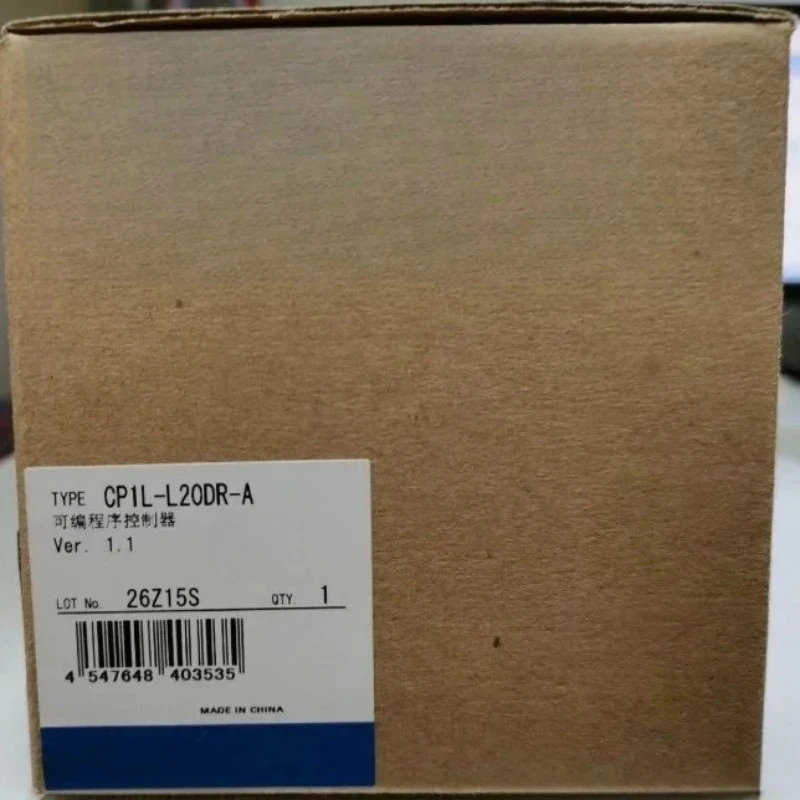 TYPE CP1L-L20DR-A
可编程序控制器
Ver. 1.1
LOT No. 26Z15S QTY. 1
4 547648 403535
MADE IN CHINA